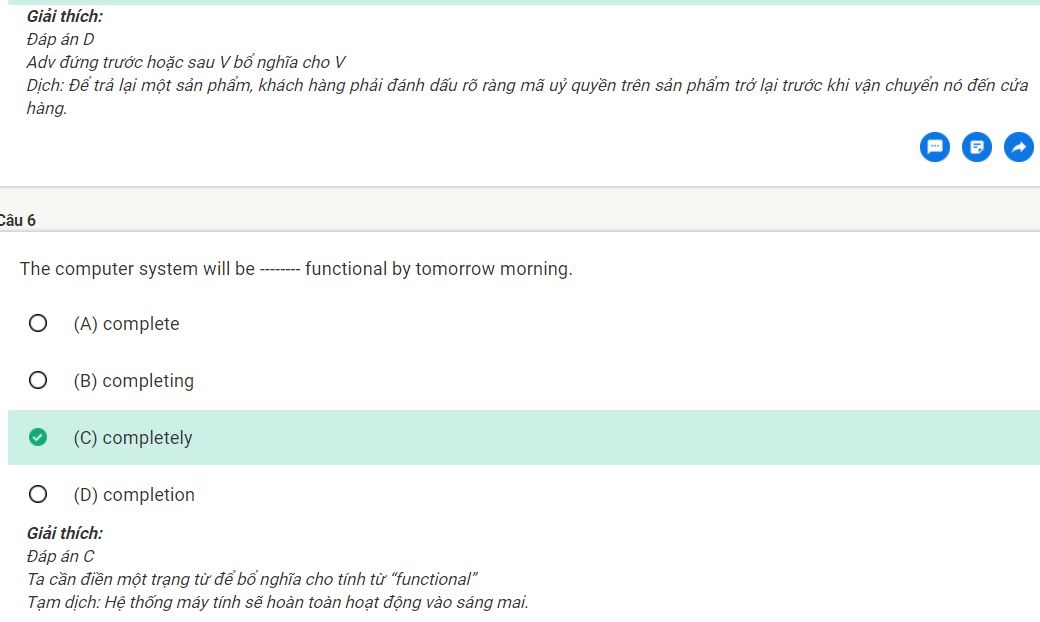 Giải thích:
Đáp án D
Adv đứng trước hoặc sau V bổ nghĩa cho V
Dịch: Để trả lại một sản phẩm, khách hàng phải đánh dấu rõ ràng mã uỷ quyền trên sản phẩm trở lại trước khi vận chuyển nó đến cửa
hàng.
Câu 6
The computer system will be -------- functional by tomorrow morning.
(A) complete
(B) completing
(C) completely
(D) completion
Giải thích:
Đáp án C
Ta cần điền một trạng từ để bổ nghĩa cho tính từ “functional”
Tạm dịch: Hệ thống máy tính sẽ hoàn toàn hoạt động vào sáng mai.